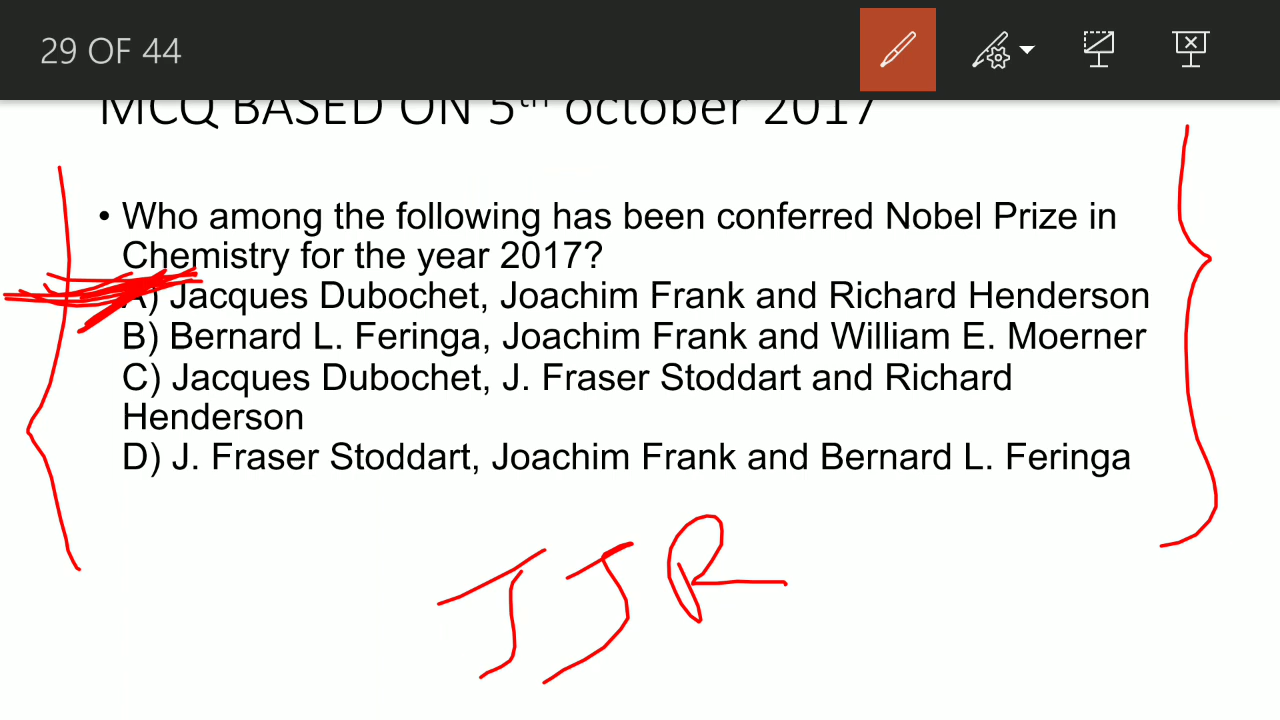 29 OF 44
MCQ BASED ON 5th october 2017
• Who among the following has been conferred Nobel Prize in
Chemistry for the year 2017?
A) Jacques Dubochet, Joachim Frank and Richard Henderson
B) Bernard L. Feringa, Joachim Frank and William E. Moerner
C) Jacques Dubochet, J. Fraser Stoddart and Richard
Henderson
D) J. Fraser Stoddart, Joachim Frank and Bernard L. Feringa
JJR